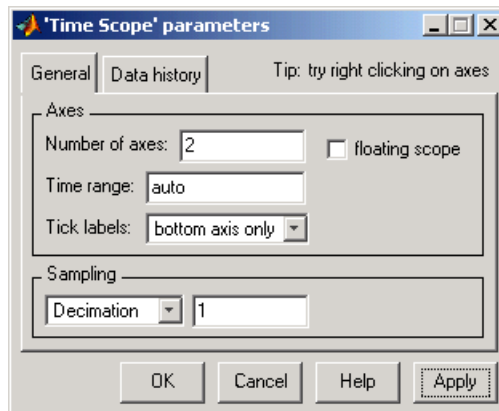 'Time Scope' parameters
General Data history Tip: try right clicking on axes
Axes
Number of axes: 2 floating scope
Time range: auto
Tick labels: bottom axis only
Sampling
Decimation 1
OK Cancel Help Apply